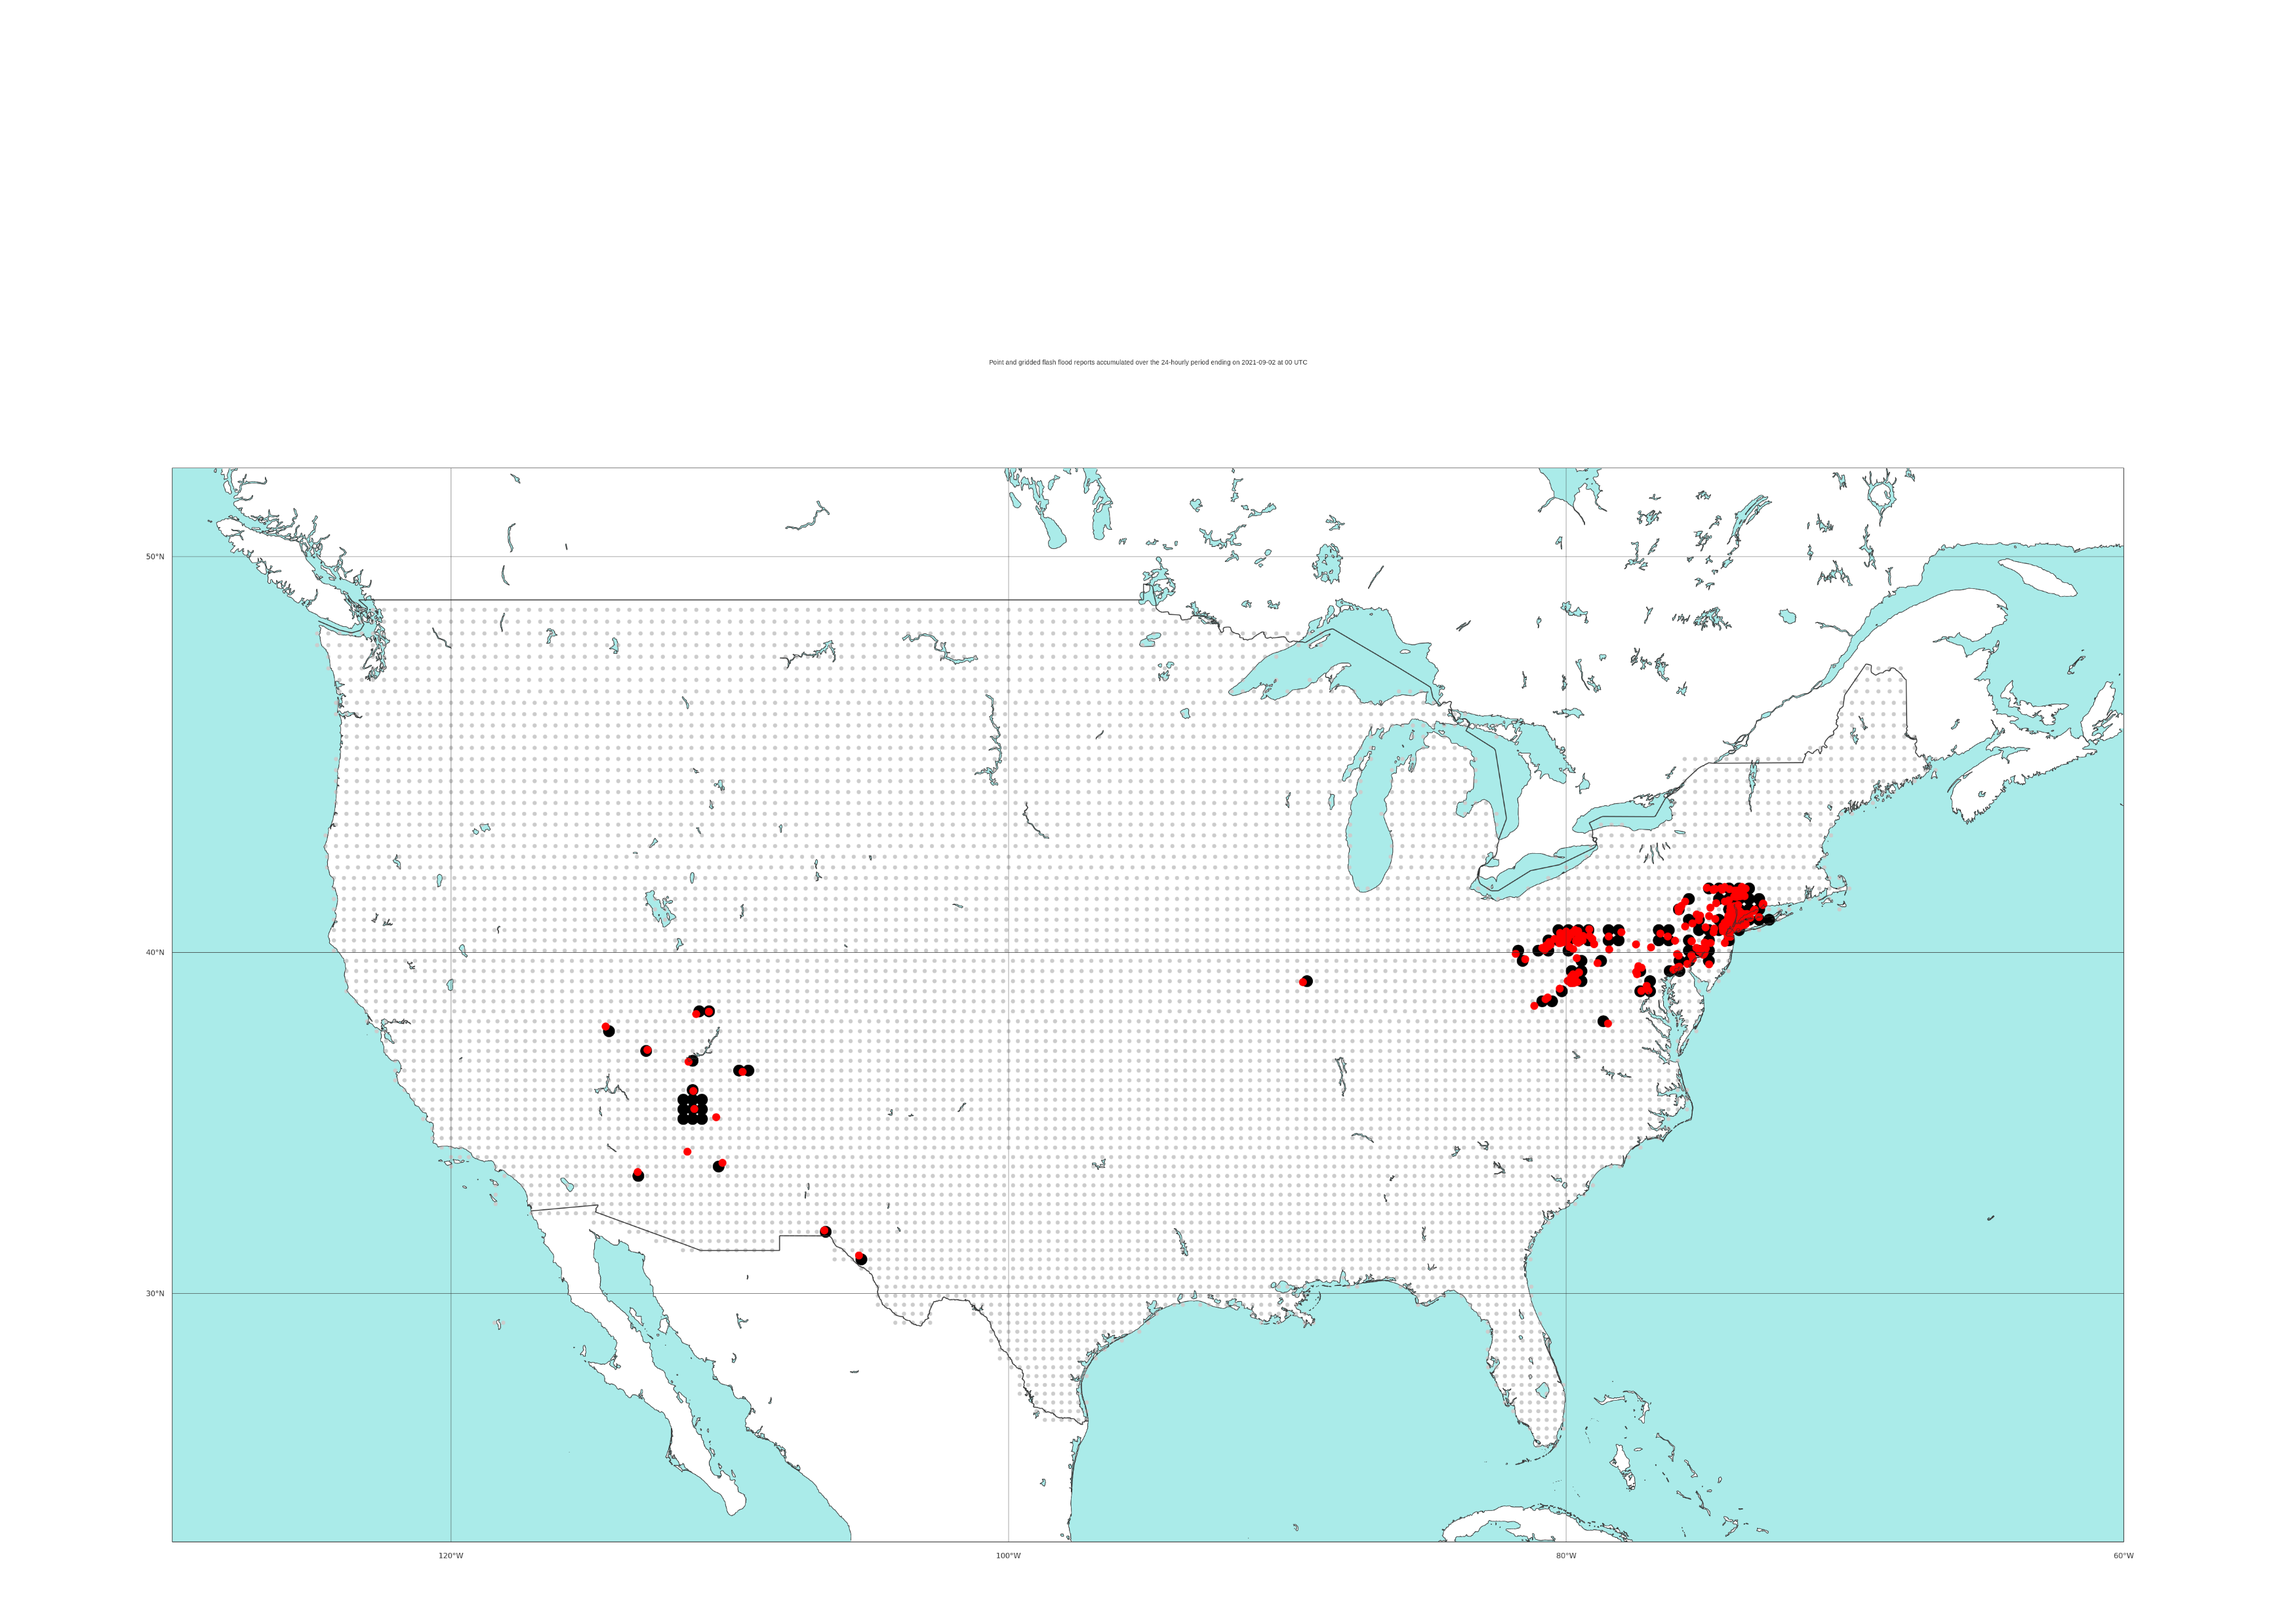 Point and gridded flash flood reports accumulated over the 24-hourly period ending on 2021-09-02 at 00 UTC
50°N
40°N
30°N
120°W 100°W 80°W 60°W